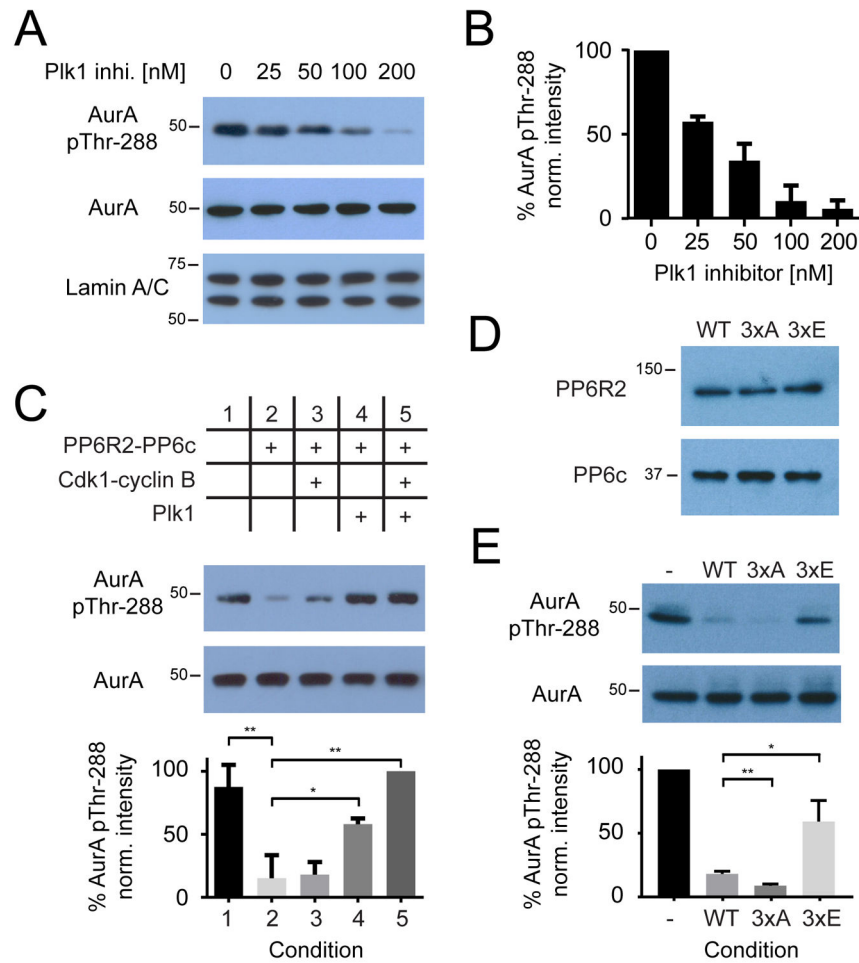 A
Plk1 inhi. [nM] 0 25 50 100 200
AurA
pThr-288
50
AurA
50
Lamin A/C
75
50
B
% AurA pThr-288
norm. intensity
100
50
0
0 25 50 100 200
Plk1 inhibitor [nM]
C
1 2 3 4 5
PP6R2-PP6c + + + +
Cdk1-cyclin B + +
Plk1 + +
AurA
pThr-288
50
AurA
50
** 
**
*
% AurA pThr-288
norm. intensity
100
50
0
1 2 3 4 5
Condition
D
WT 3xA 3xE
PP6R2
150
PP6c
37
E
- WT 3xA 3xE
AurA
pThr-288
50
AurA
50
*
**
% AurA pThr-288
norm. intensity
100
50
0
- WT 3xA 3xE
Condition